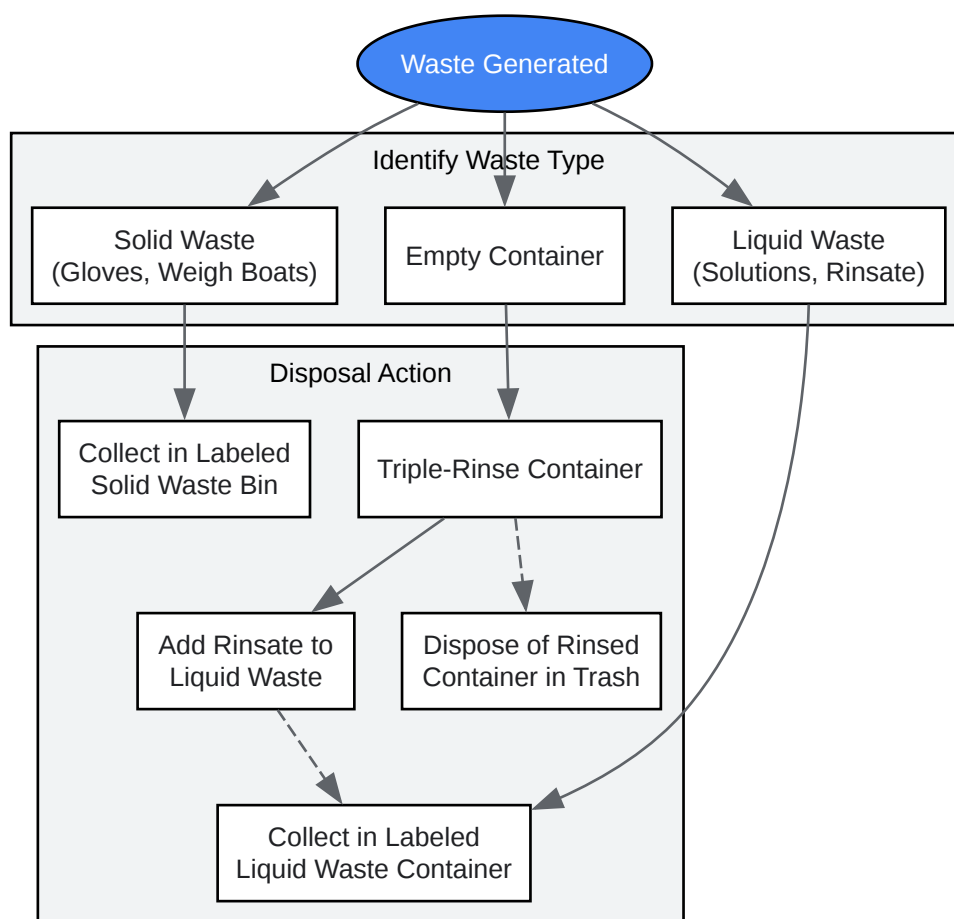 Waste Generated
Identify Waste Type
Solid Waste
(Gloves, Weigh Boats)
Empty Container
Liquid Waste
(Solutions, Rinsate)
Disposal Action
Collect in Labeled
Solid Waste Bin
Triple-Rinse Container
Add Rinsate to
Liquid Waste
Dispose of Rinsed
Container in Trash
Collect in Labeled
Liquid Waste Container